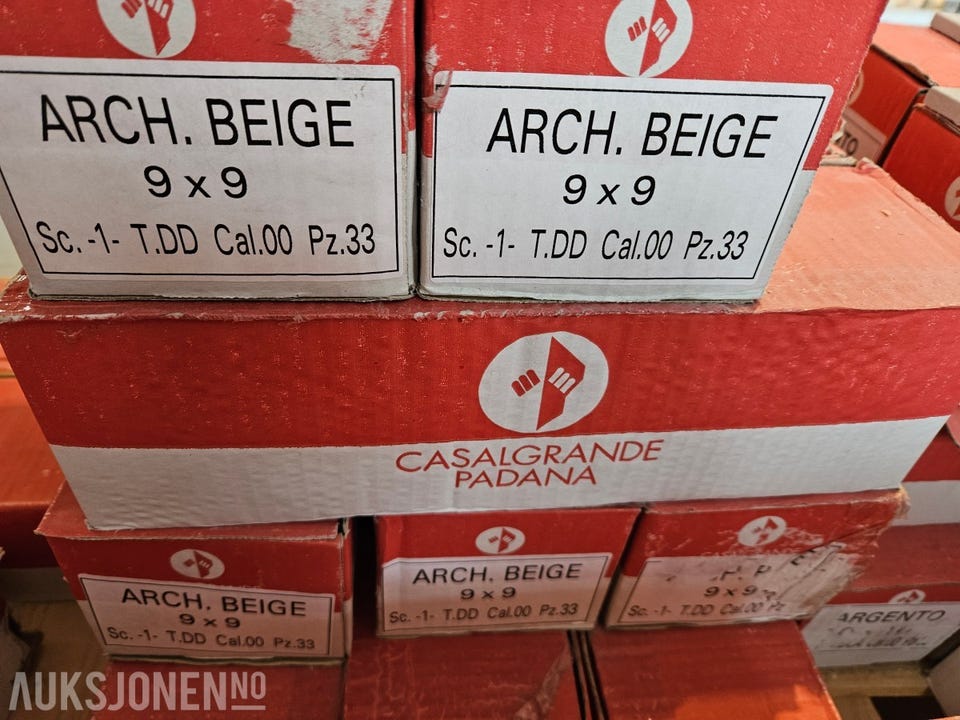 ARCH. BEIGE
9 x 9
Sc. -1- T.DD Cal.00 Pz.33
ARCH. BEIGE
9 x 9
Sc. -1- T.DD Cal.00 Pz.33
CASALGRANDE
PADANA
ARCH. BEIGE
9 x 9
Sc. -1- T.DD Cal.00 Pz.33
ARCH. BEIGE
9 x 9
Sc. -1- T.DD Cal.00 Pz.33
9 x 9
Sc. -1- T.DD Cal.00 Pz
ARGENTO
AUKSJONEN.NO